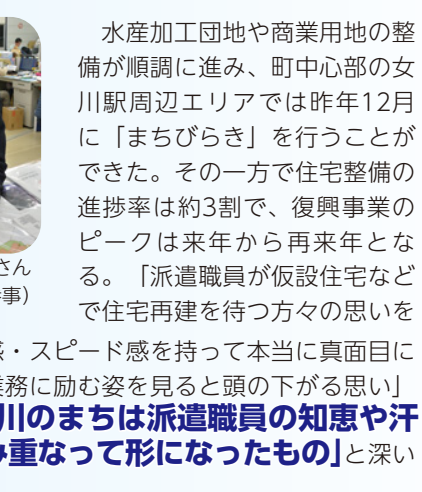 水産加工団地や商業用地の整
備が順調に進み、町中心部の女
川駅周辺エリアでは昨年12月
に「まちびらき」を行うことが
できた。その一方で住宅整備の
進捗率は約3割で、復興事業の
ピークは来年から再来年とな
る。「派遣職員が仮設住宅など
で住宅再建を待つ方々の思いを
さん
事）
・スピード感を持って本当に真面目に
務に励む姿を見ると頭の下がる思い」
川のまちは派遣職員の知恵や汗
重なって形になったもの」と深い